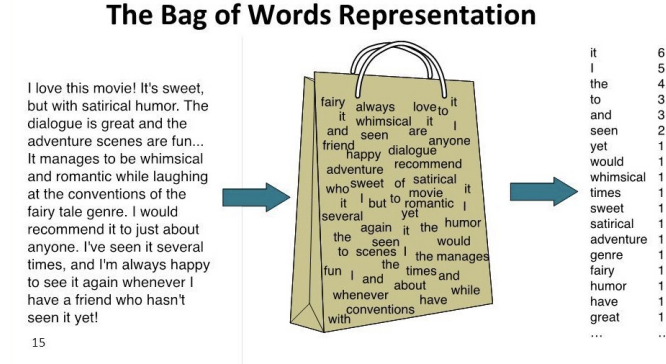 The Bag of Words Representation
I love this movie! It's sweet,
but with satirical humor. The
dialogue is great and the
adventure scenes are fun...
It manages to be whimsical
and romantic while laughing
at the conventions of the
fairy tale genre. I would
recommend it to just about
anyone. I've seen it several
times, and I'm always happy
to see it again whenever I
have a friend who hasn't
seen it yet!
15
fairy always love to it
it whimsical it I
and seen are anyone
friend happy dialogue
adventure recommend
who sweet of satirical
it I but to romantic movie it I
several yet
again it the humor
the seen would
to scenes I the manages
fun I and the times and
whenever about while
have
conventions
with
it 6
I 5
the 4
to 3
and 3
seen 2
yet 1
would 1
whimsical 1
times 1
sweet 1
satirical 1
adventure 1
genre 1
fairy 1
humor 1
have 1
great 1
... ..